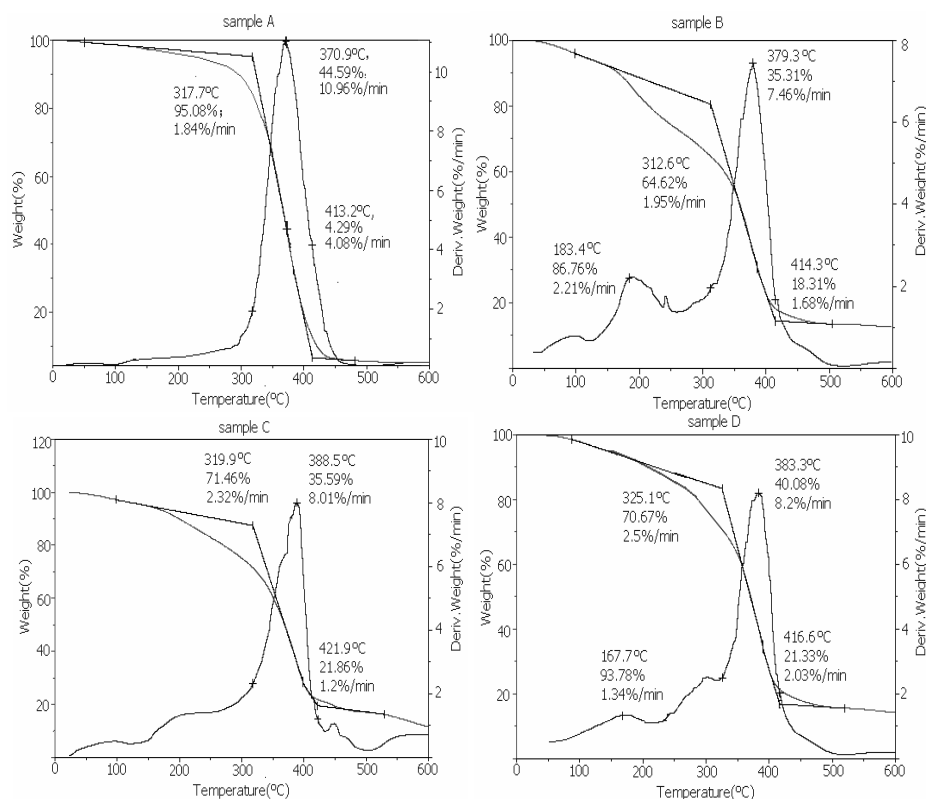 sample A
100
80
60
40
20
Weight(%)
317.7ºC
95.08%;
1.84%/min
370.9ºC,
44.59%;
10.96%/min
413.2ºC,
4.29%
4.08%/min
10
8
6
4
2
0
Deriv.Weight(%/min)
0 100 200 300 400 500 600
Temperature(ºC)
sample B
100
80
60
40
20
Weight(%)
183.4ºC
86.76%
2.21%/min
312.6ºC
64.62%
1.95%/min
379.3ºC
35.31%
7.46%/min
414.3ºC
18.31%
1.68%/min
8
6
4
2
0
Deriv.Weight(%/min)
0 100 200 300 400 500 600
Temperature(ºC)
sample C
120
100
80
60
40
20
Weight(%)
319.9ºC
71.46%
2.32%/min
388.5ºC
35.59%
8.01%/min
421.9ºC
21.86%
1.2%/min
10
8
6
4
2
0
Deriv.Weight(%/min)
0 100 200 300 400 500 600
Temperature(ºC)
sample D
100
80
60
40
20
0
Weight(%)
167.7ºC
93.78%
1.34%/min
325.1ºC
70.67%
2.5%/min
383.3ºC
40.08%
8.2%/min
416.6ºC
21.33%
2.03%/min
10
8
6
4
2
0
Deriv.Weight(%/min)
0 100 200 300 400 500 600
Temperature(ºC)